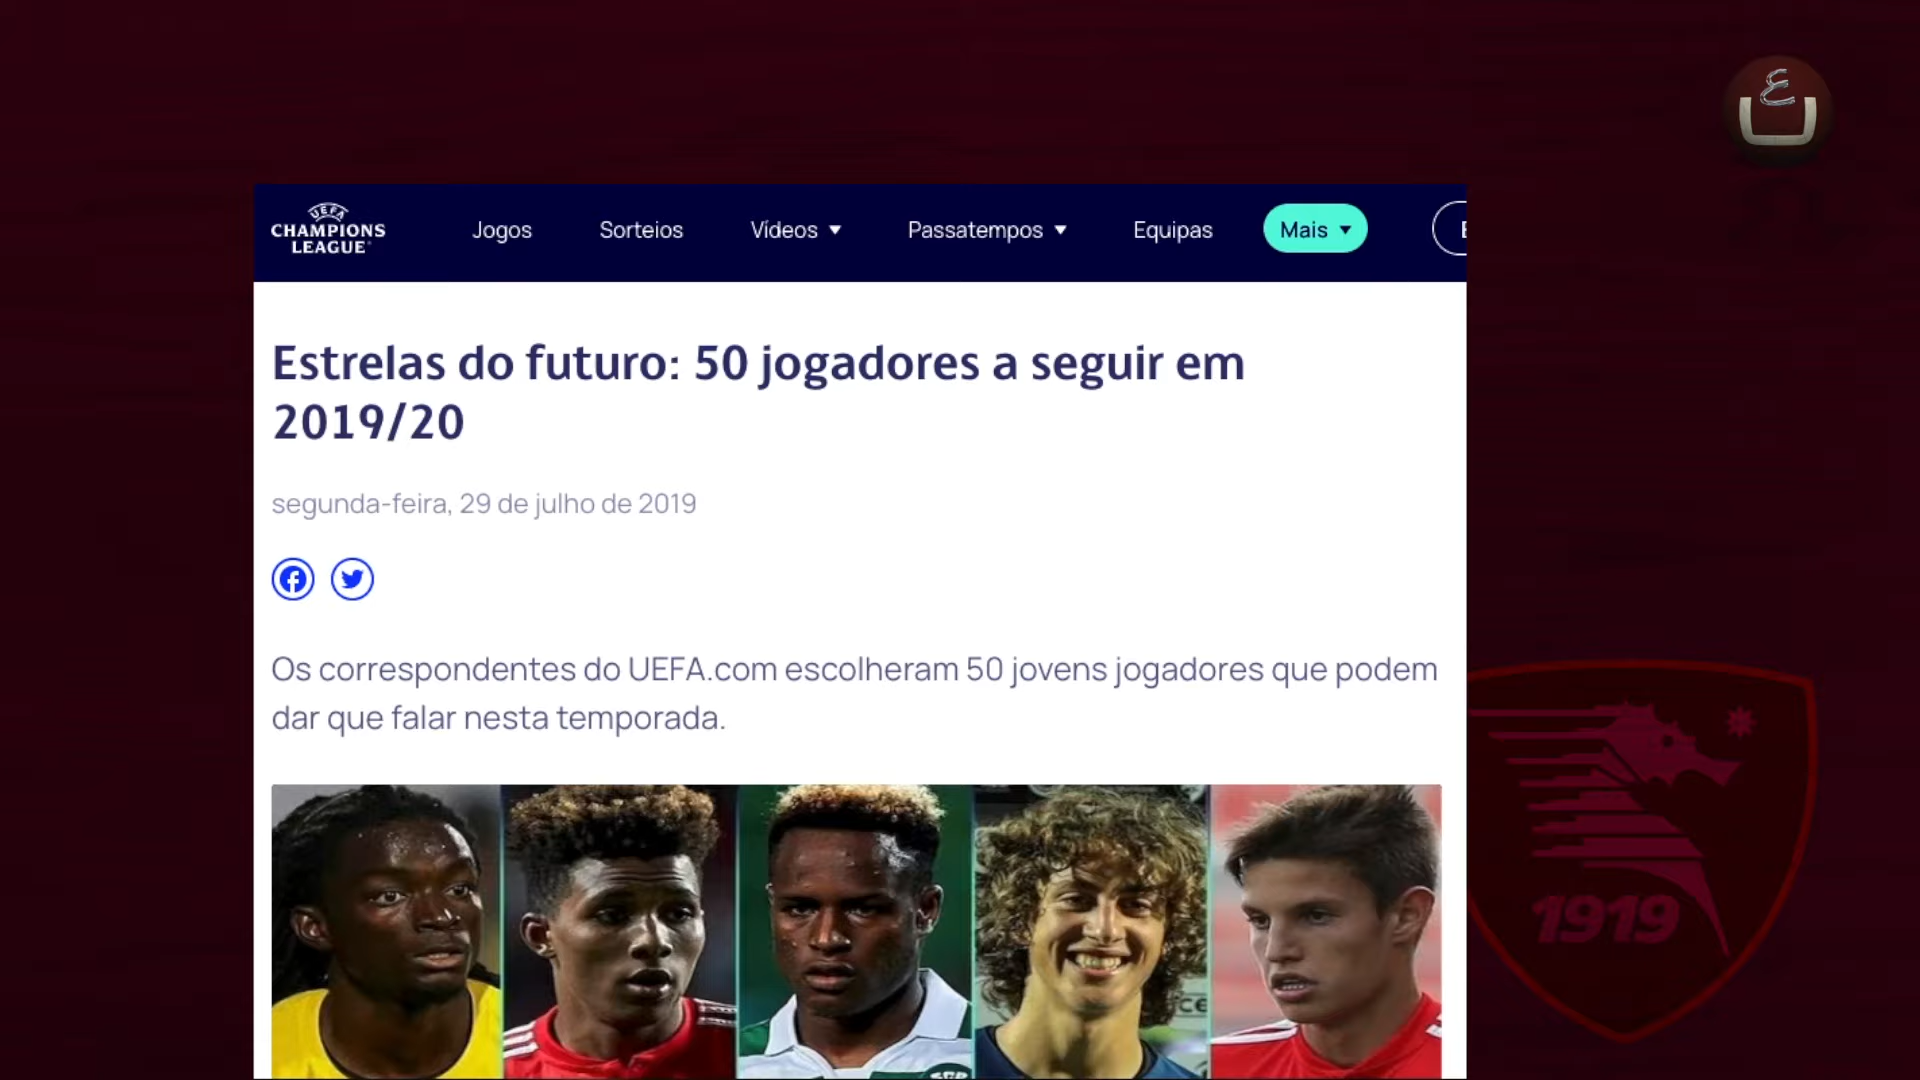 ع
UEFA
CHAMPIONS
LEAGUE
Jogos
Sorteios
Vídeos
Passatempos
Equipas
Mais
Estrelas do futuro: 50 jogadores a seguir em
2019/20
segunda-feira, 29 de julho de 2019
Os correspondentes do UEFA.com escolheram 50 jovens jogadores que podem
dar que falar nesta temporada.
1919